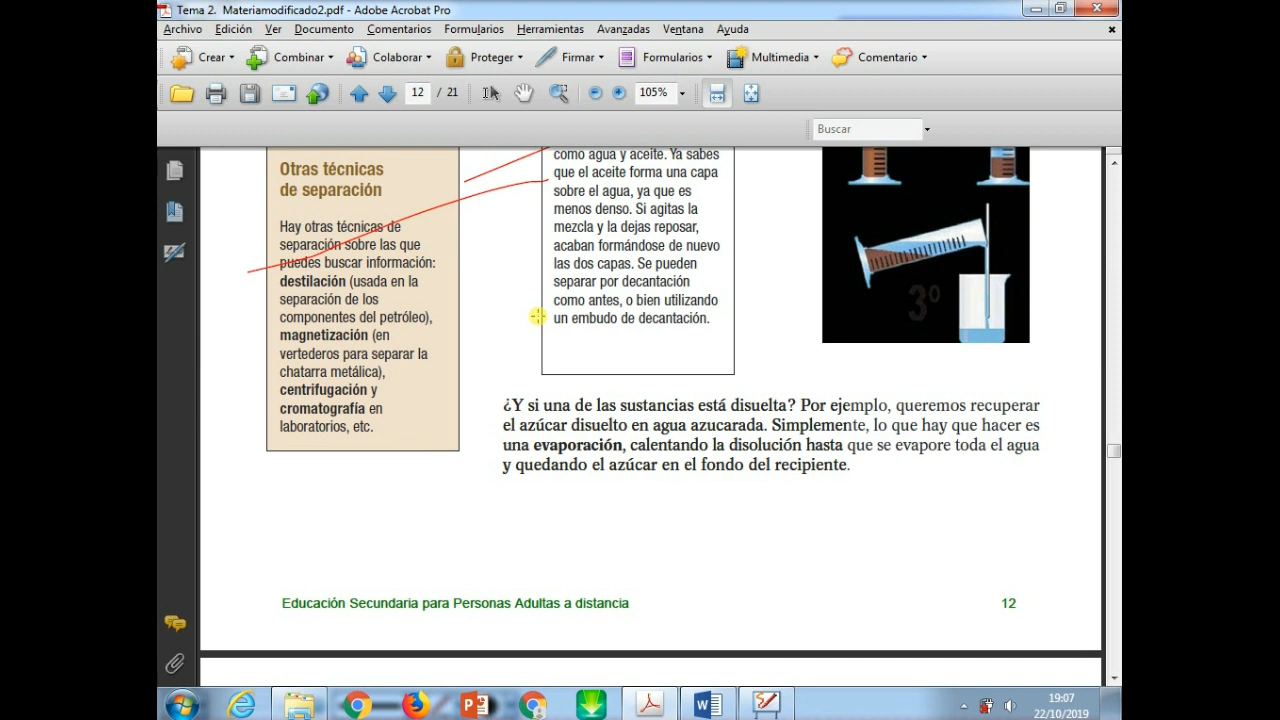 Tema 2.  Materiamodificado2.pdf - Adobe Acrobat Pro
Archivo Edición Ver Documento Comentarios Formularios Herramientas Avanzadas Ventana Ayuda
Crear Combinar Colaborar Proteger Firmar Formularios Multimedia Comentario
12 / 21 105%
Buscar
Otras técnicas
de separación
Hay otras técnicas de
separación sobre las que
puedes buscar información:
destilación (usada en la
separación de los
componentes del petróleo),
magnetización (en
vertederos para separar la
chatarra metálica),
centrifugación y
cromatografía en
laboratorios, etc.
como agua y aceite. Ya sabes
que el aceite forma una capa
sobre el agua, ya que es
menos denso. Si agitas la
mezcla y la dejas reposar,
acaban formándose de nuevo
las dos capas. Se pueden
separar por decantación
como antes, o bien utilizando
un embudo de decantación.
3º
¿Y si una de las sustancias está disuelta? Por ejemplo, queremos recuperar
el azúcar disuelto en agua azucarada. Simplemente, lo que hay que hacer es
una evaporación, calentando la disolución hasta que se evapore toda el agua
y quedando el azúcar en el fondo del recipiente.
Educación Secundaria para Personas Adultas a distancia 12
19:07
22/10/2019